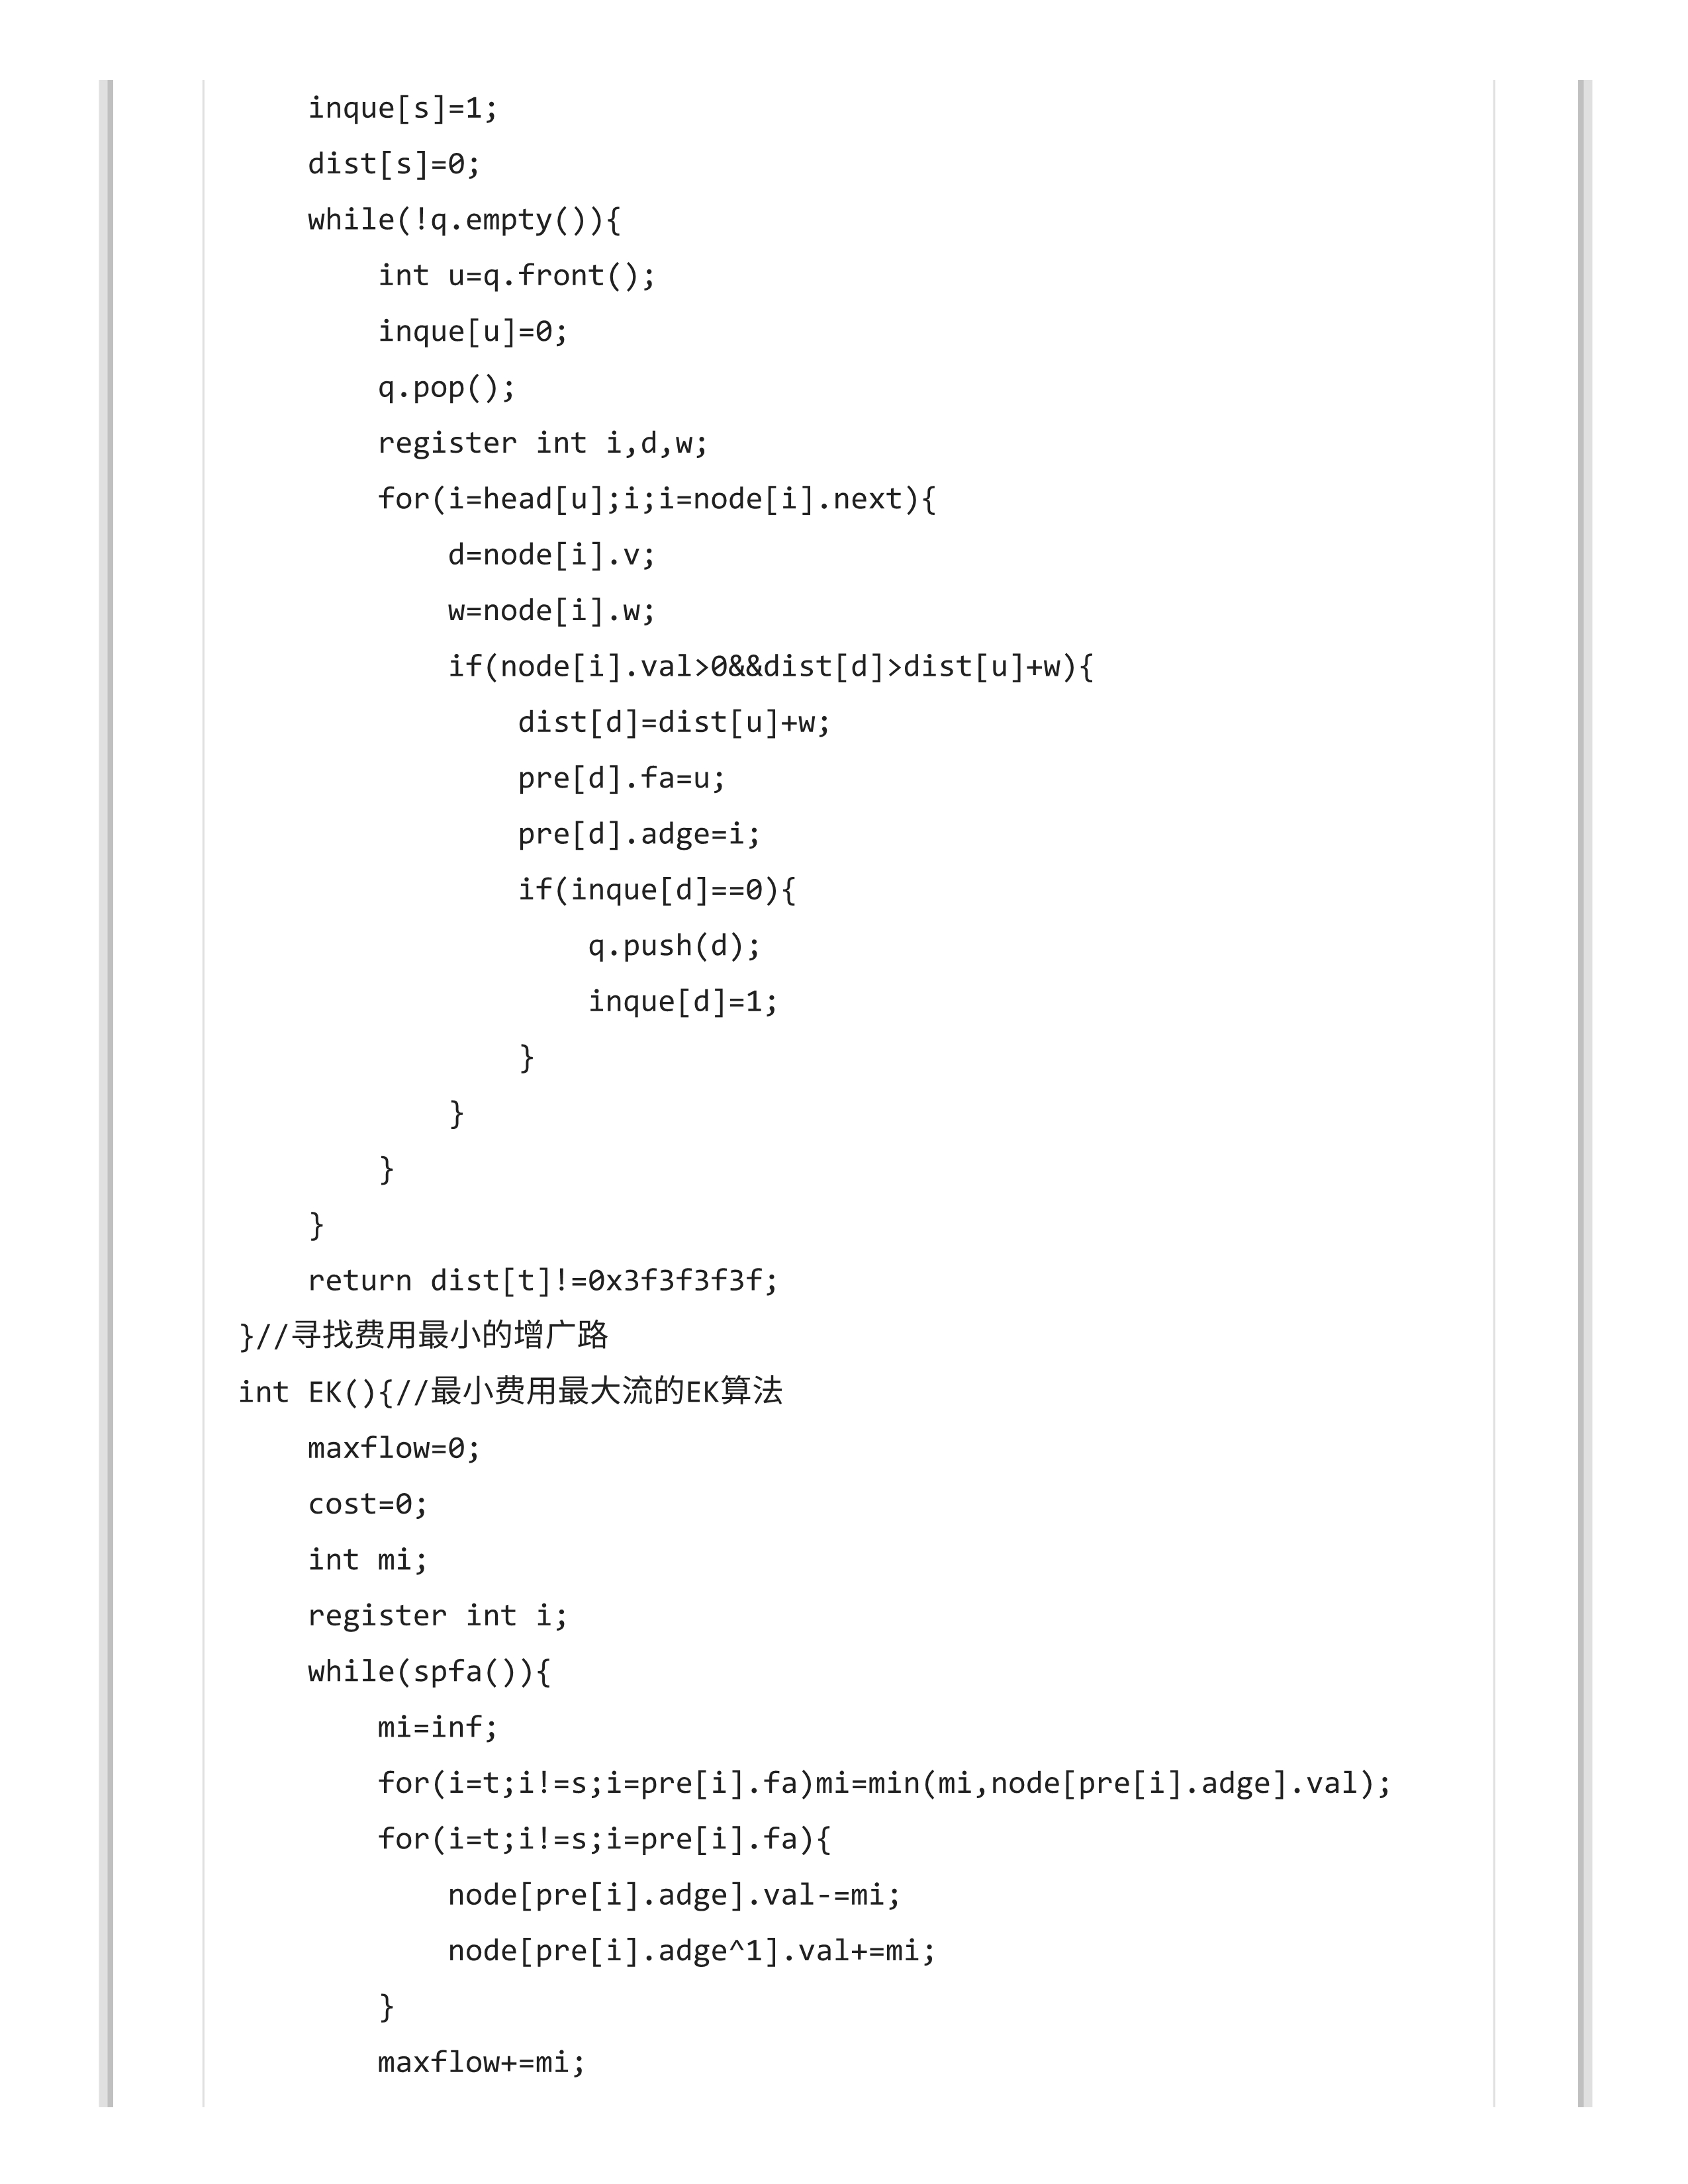 inque[s]=1;
dist[s]=0;
while(!q.empty()){
int u=q.front();
inque[u]=0;
q.pop();
register int i,d,w;
for(i=head[u];i;i=node[i].next){
d=node[i].v;
w=node[i].w;
if(node[i].val>0&&dist[d]>dist[u]+w){
dist[d]=dist[u]+w;
pre[d].fa=u;
pre[d].adge=i;
if(inque[d]==0){
q.push(d);
inque[d]=1;
}
}
}
}
return dist[t]!=0x3f3f3f3f;
}//寻找费用最小的增广路
int EK(){//最小费用最大流的EK算法
maxflow=0;
cost=0;
int mi;
register int i;
while(spfa()){
mi=inf;
for(i=t;i!=s;i=pre[i].fa)mi=min(mi,node[pre[i].adge].val);
for(i=t;i!=s;i=pre[i].fa){
node[pre[i].adge].val-=mi;
node[pre[i].adge^1].val+=mi;
}
maxflow+=mi;